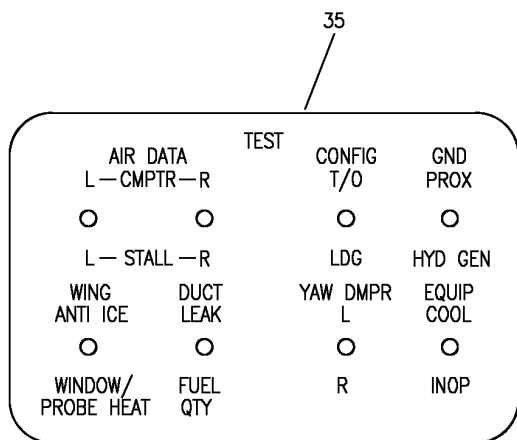 35
TEST
AIR DATA CONFIG GND
L—CMPTR—R T/O PROX
L—STALL—R LDG HYD GEN
WING DUCT YAW DMPR EQUIP
ANTI ICE LEAK L COOL
WINDOW/ FUEL R INOP
PROBE HEAT QTY